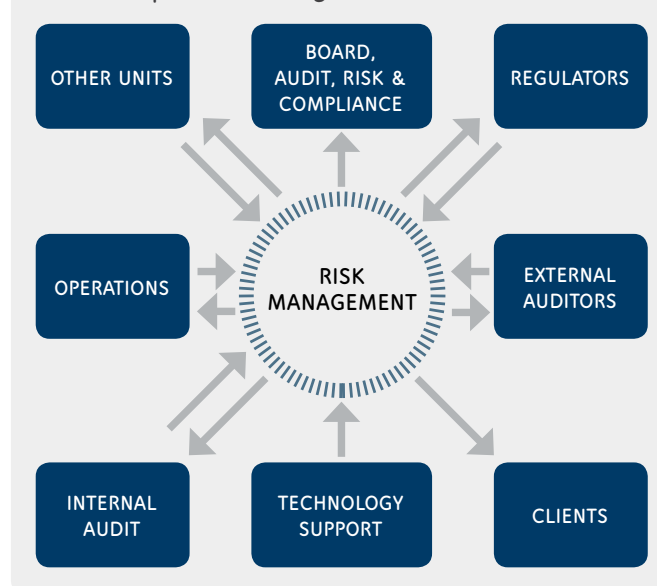 OTHER UNITS
BOARD,
AUDIT, RISK &
COMPLIANCE
REGULATORS
OPERATIONS
RISK
MANAGEMENT
EXTERNAL
AUDITORS
INTERNAL
AUDIT
TECHNOLOGY
SUPPORT
CLIENTS